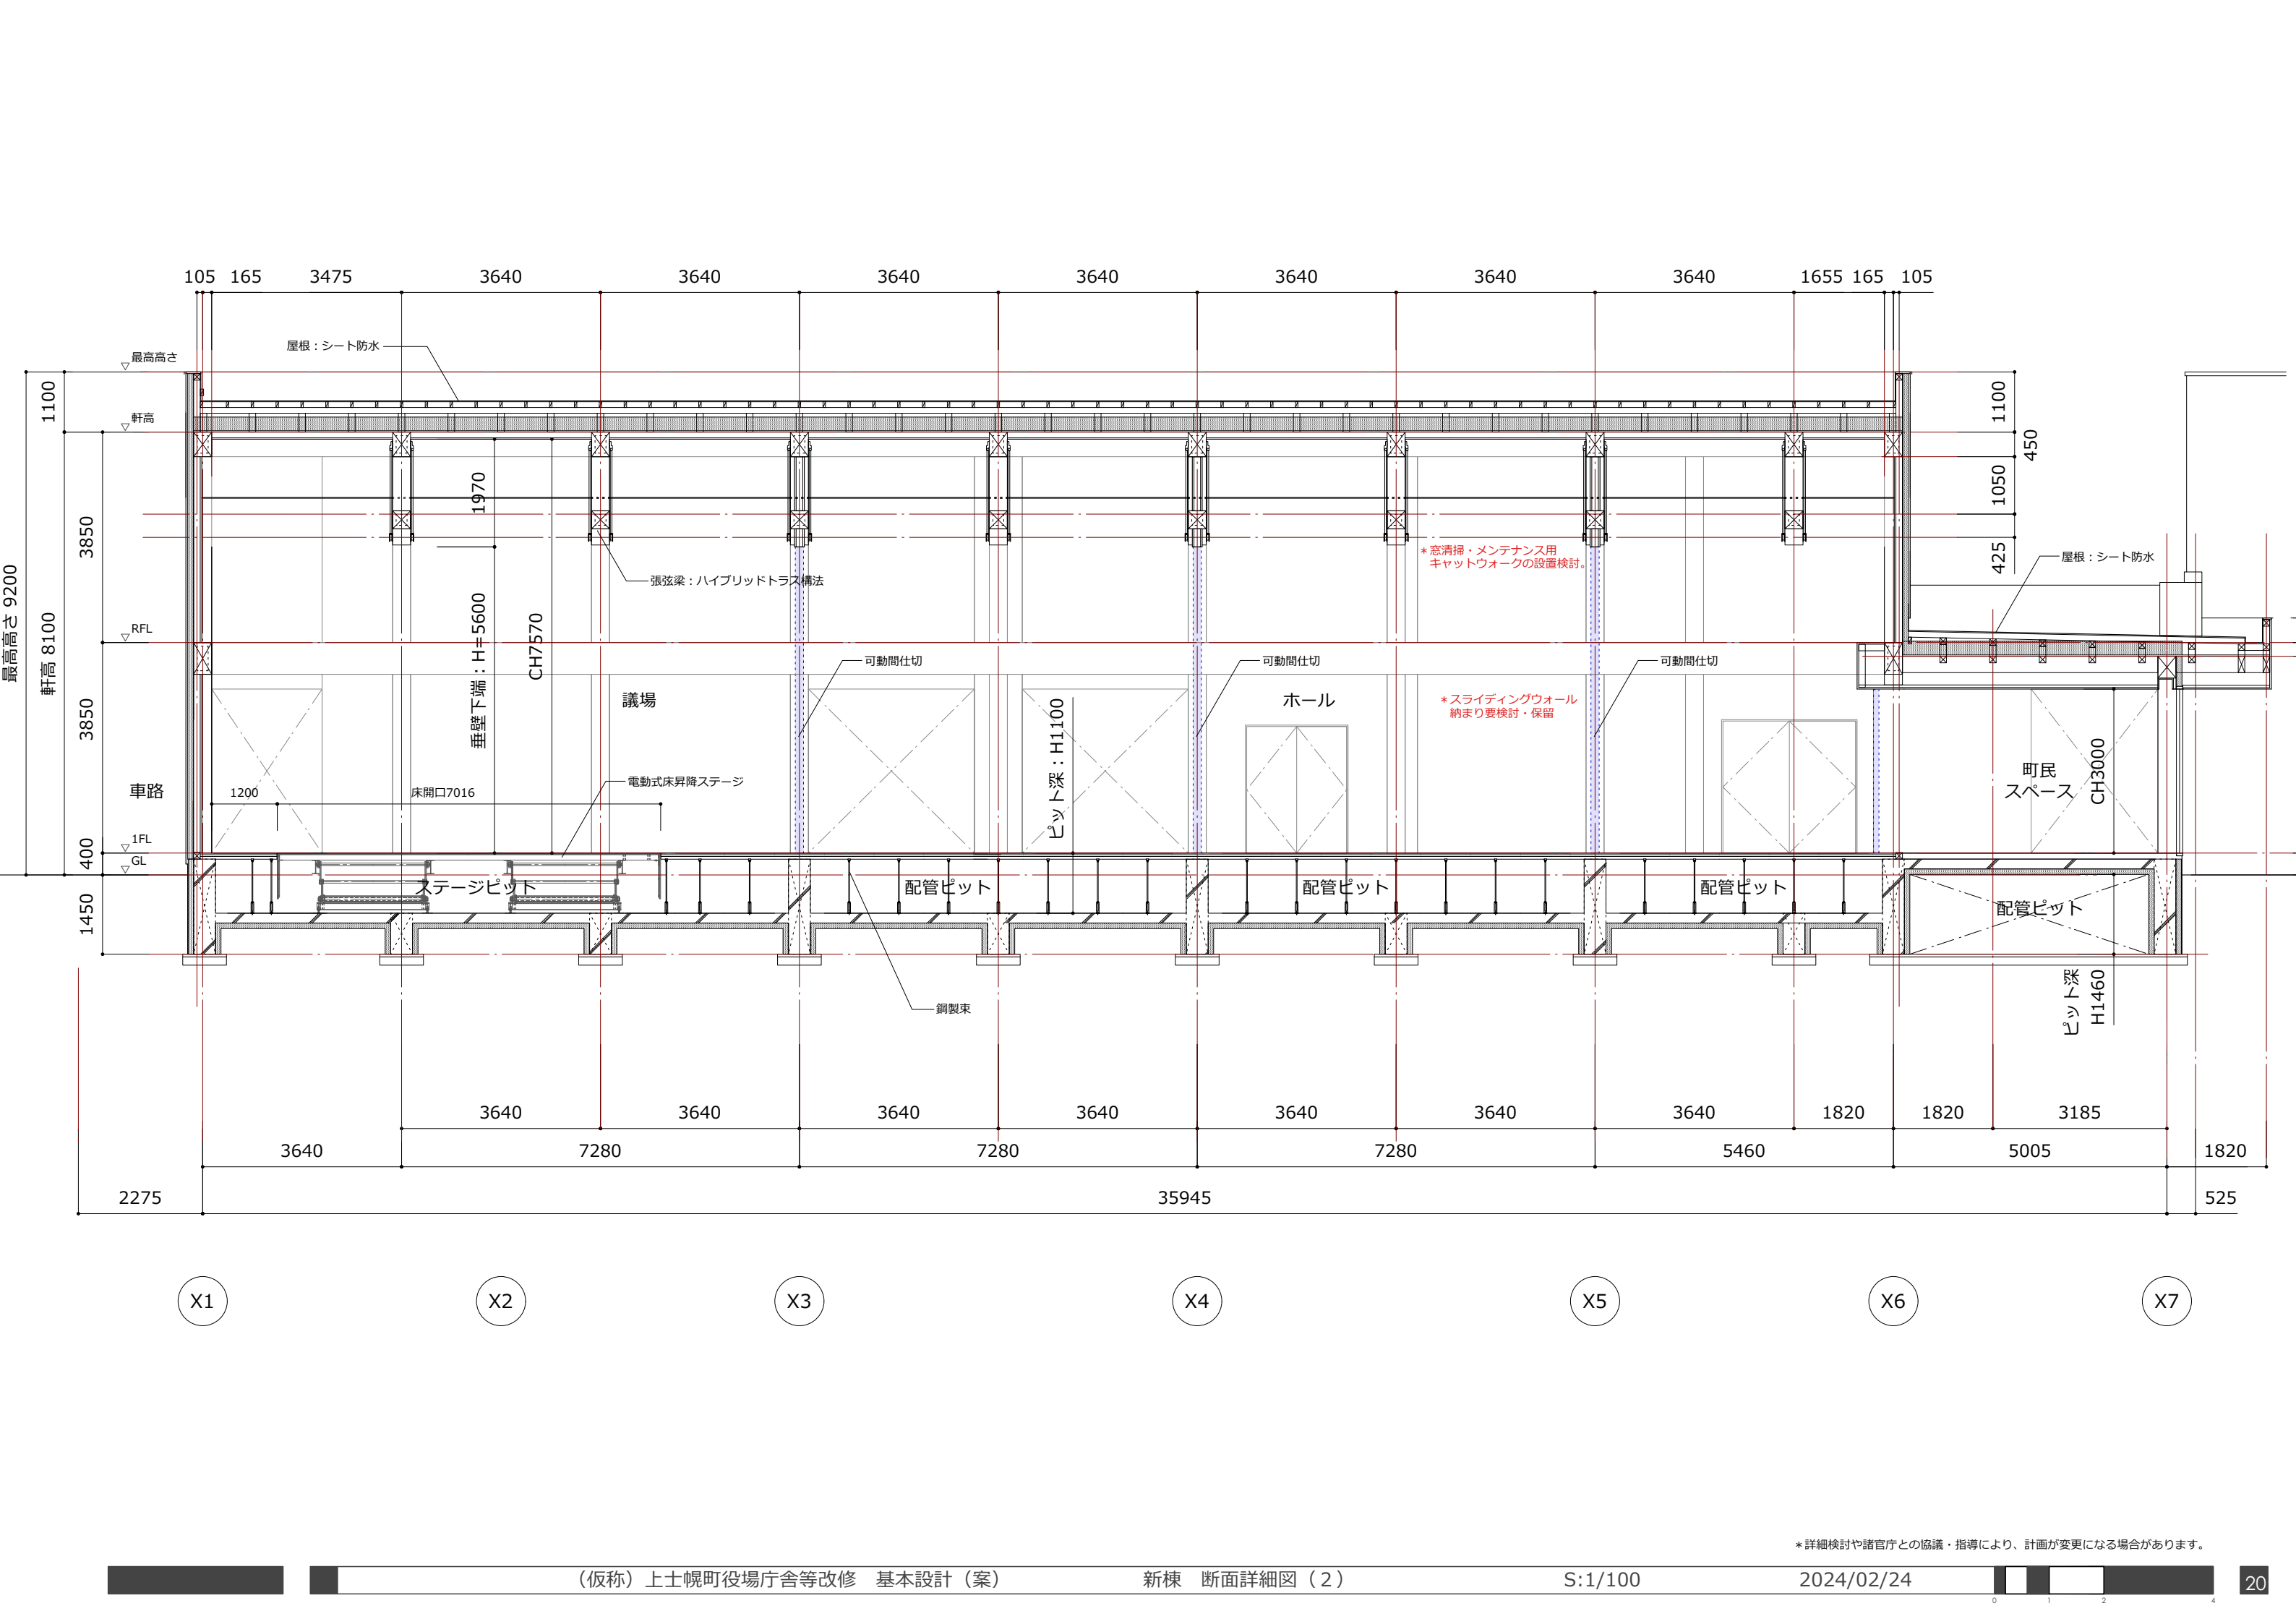 105 165 3475 3640 3640 3640 3640 3640 3640 3640 1655 165 105
屋根：シート防水
最高高さ
1100
軒高
1100
450
1970
1050
3850
425
＊窓清掃・メンテナンス用
キャットウォークの設置検討。
屋根：シート防水
張弦梁：ハイブリッドトラス構法
最高高さ 9200
軒高 8100
垂壁下端：H=5600
CH7570
RFL
可動間仕切
可動間仕切
可動間仕切
議場
ホール
＊スライディングウォール
納まり要検討・保留
3850
ピット深：H1100
CH3000
町民
スペース
電動式床昇降ステージ
車路
1200
床開口7016
1FL
400
GL
ステージピット
配管ピット
配管ピット
配管ピット
配管ピット
1450
ピット深
H1460
鋼製束
3640 3640 3640 3640 3640 3640 3640 1820 1820 3185
3640 7280 7280 7280 5460 5005 1820
2275 35945 525
X1 X2 X3 X4 X5 X6 X7
＊詳細検討や諸官庁との協議・指導により、計画が変更になる場合があります。
（仮称）上士幌町役場庁舎等改修　基本設計（案） 新棟　断面詳細図（２） S:1/100 2024/02/24 20
0 1 2 4